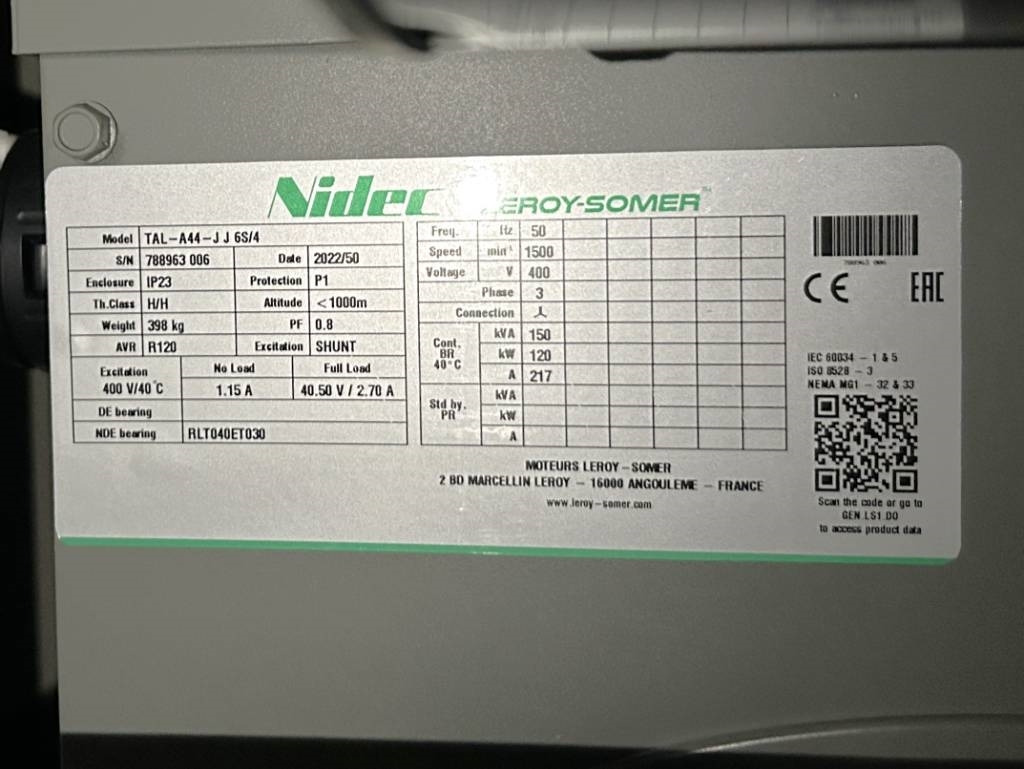 Nidec LEROY-SOMER™
Model TAL-A44-J J 6S/4
S/N 788963 006 Date 2022/50
Enclosure IP23 Protection P1
Th.Class H/H Altitude <1000m
Weight 398 kg PF 0.8
AVR R120 Excitation SHUNT
Excitation 400 V/40°C No Load Full Load
1.15 A 40.50 V / 2.70 A
DE bearing
NDE bearing RLT040ET030
Freq. Hz 50
Speed min⁻¹ 1500
Voltage V 400
Phase 3
Connection
Cont. BR 40°C kVA 150
kW 120
A 217
Std by. PR kVA
kW
A
MOTEURS LEROY-SOMER
2 BD MARCELLIN LEROY - 16000 ANGOULEME - FRANCE
www.leroy-somer.com
788963 006
CE EAC
IEC 60034 - 1 & 5
ISO 8528 - 3
NEMA MG1 - 32 & 33
Scan the code or go to
GEN.LS1.DO
to access product data